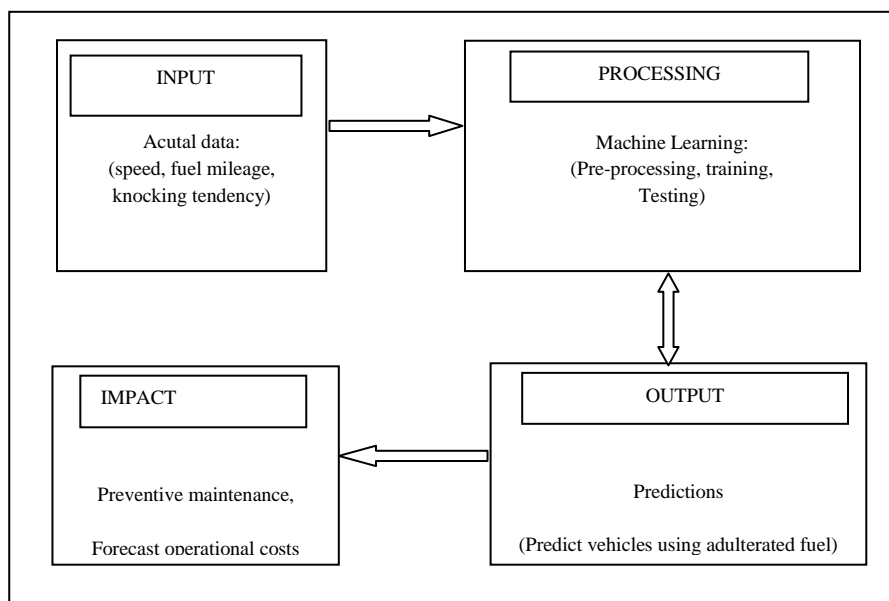 INPUT
Acutal data:
(speed, fuel mileage,
knocking tendency)
PROCESSING
Machine Learning:
(Pre-processing, training,
Testing)
IMPACT
Preventive maintenance,
Forecast operational costs
OUTPUT
Predictions
(Predict vehicles using adulterated fuel)